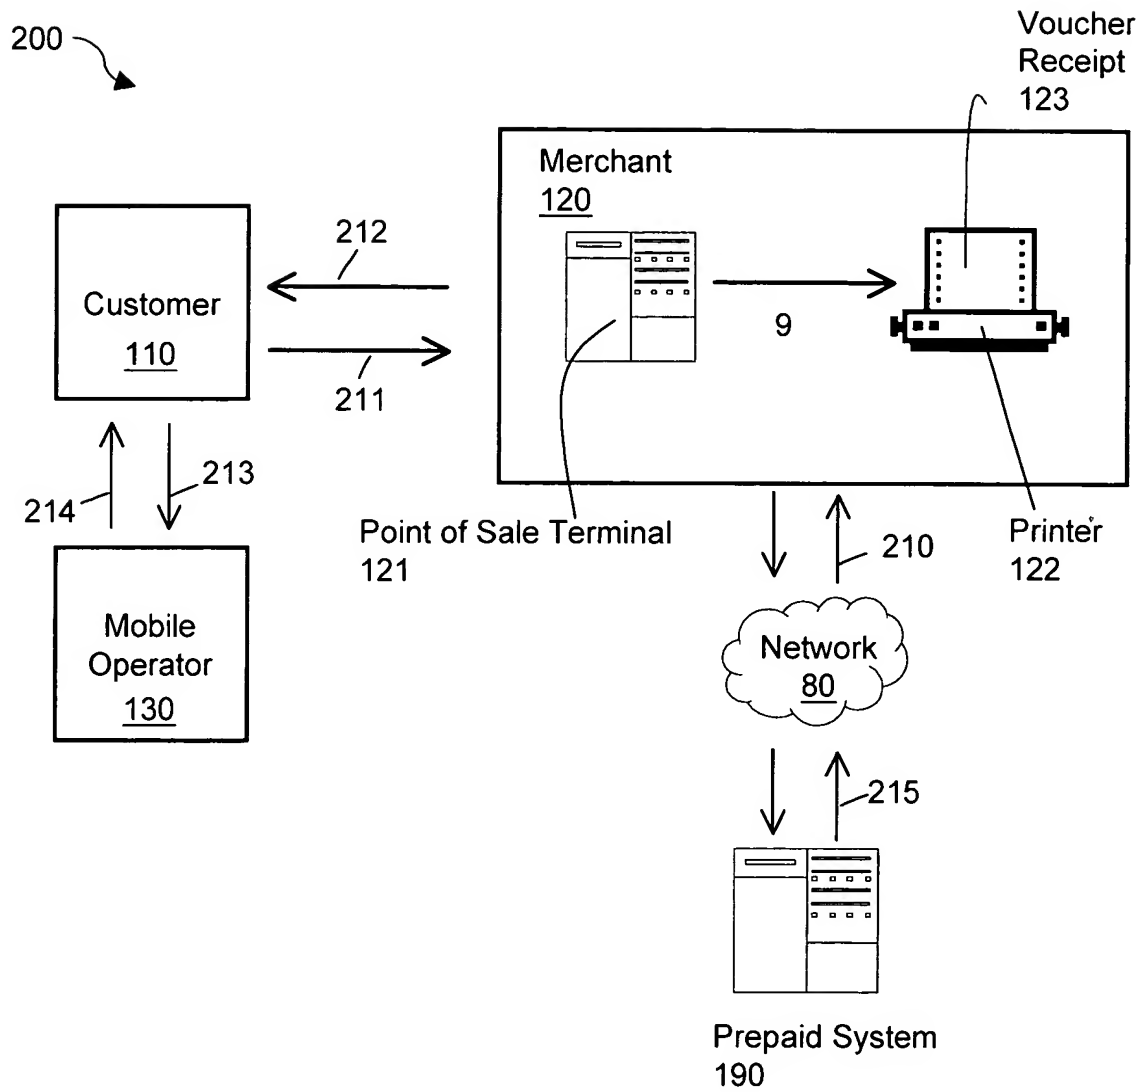 200
Voucher
Receipt
123
Merchant
120
212
Customer
110
9
211
214
213
Point of Sale Terminal
121
210
Printer
122
Mobile
Operator
130
Network
80
215
Prepaid System
190